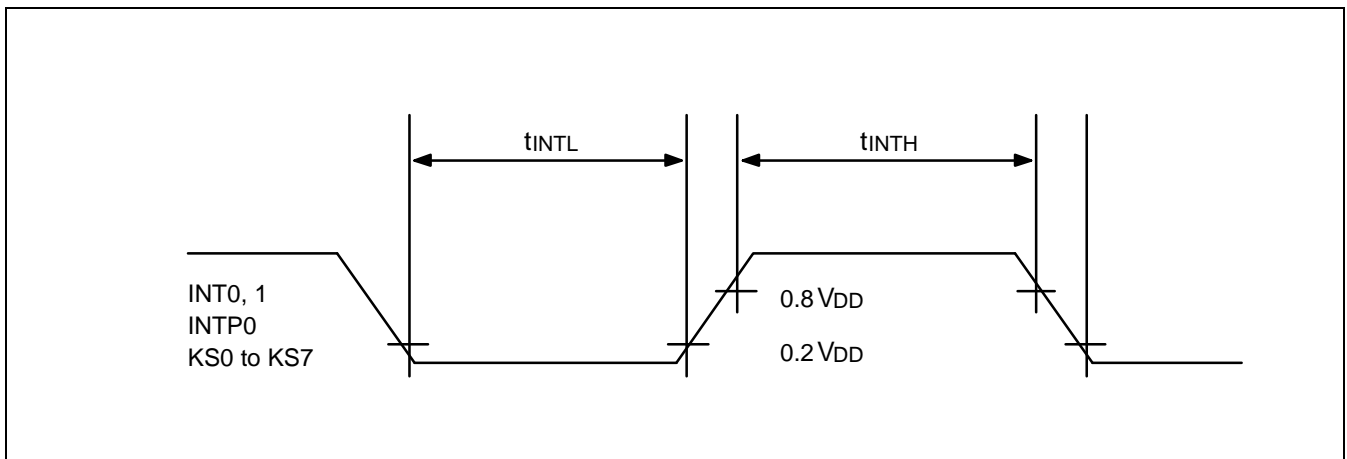 tINTL
tINTH
INT0, 1
INTP0
KS0 to KS7
0.8 VDD
0.2 VDD